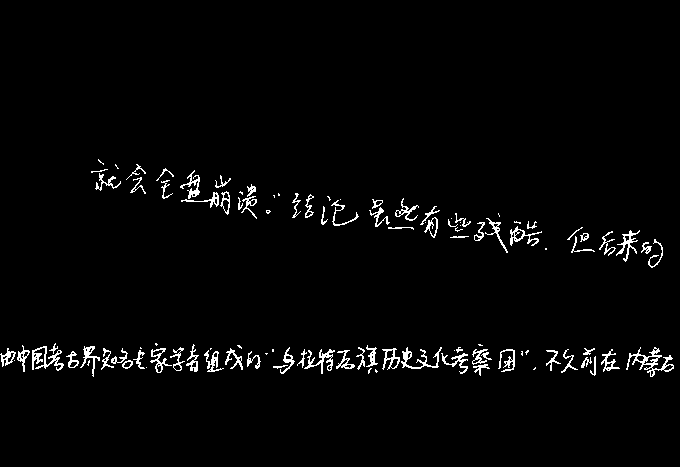 就会全盘崩溃。”结论虽然有些残酷，但后来的
由中国考古界知名专家学者组成的“乌拉特后旗历史文化考察团”，不久前在内蒙古